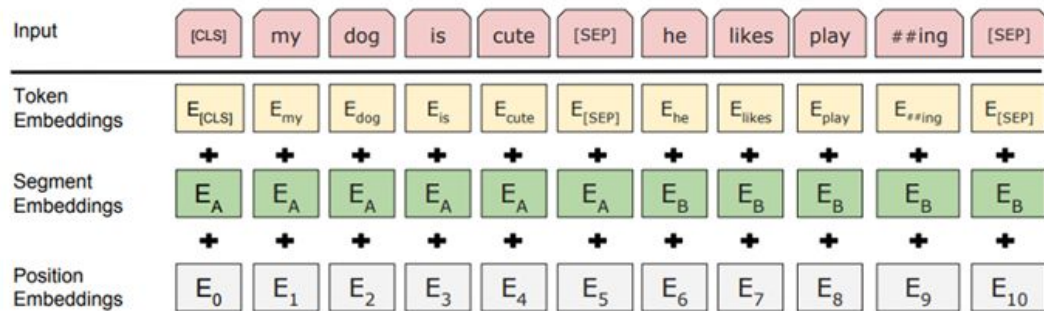 Input [CLS] my dog is cute [SEP] he likes play ##ing [SEP]
Token
Embeddings
E[CLS] Emy Edog Eis Ecute E[SEP] Ehe Elikes Eplay E##ing E[SEP]
+ + + + + + + + + + +
Segment
Embeddings
EA EA EA EA EA EA EB EB EB EB EB
+ + + + + + + + + + +
Position
Embeddings
E0 E1 E2 E3 E4 E5 E6 E7 E8 E9 E10